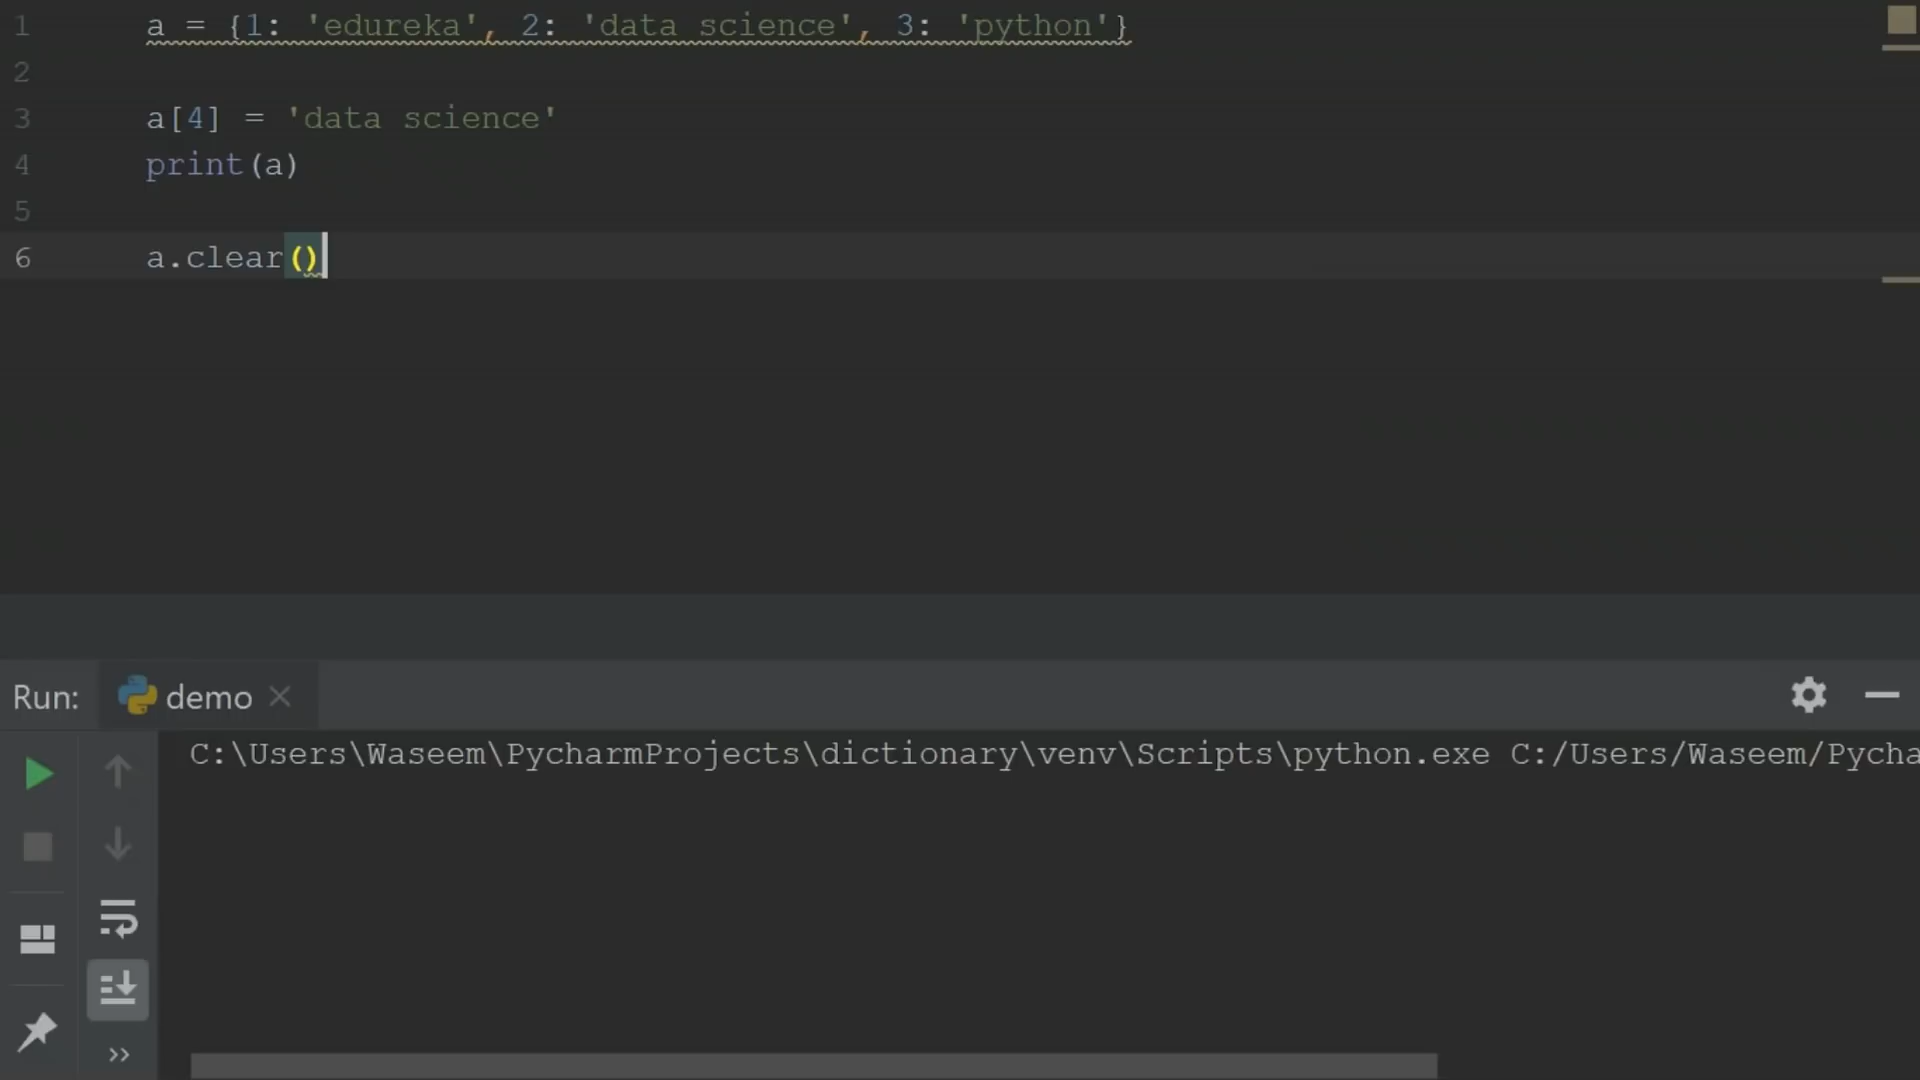 1 a = {1: 'edureka', 2: 'data science', 3: 'python'}
2
3 a[4] = 'data science'
4 print(a)
5
6 a.clear()
Run: demo
C:\Users\Waseem\PycharmProjects\dictionary\venv\Scripts\python.exe C:/Users/Waseem/Pycha